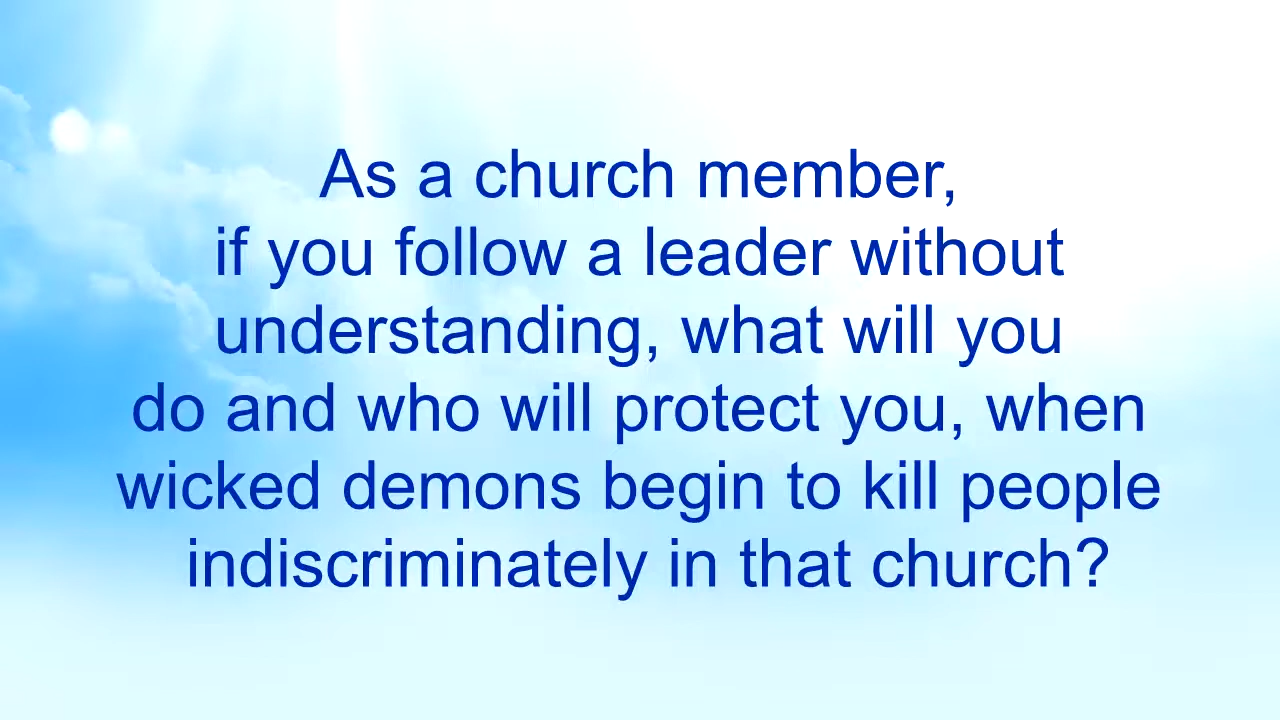 As a church member,
if you follow a leader without
understanding, what will you
do and who will protect you, when
wicked demons begin to kill people
indiscriminately in that church?